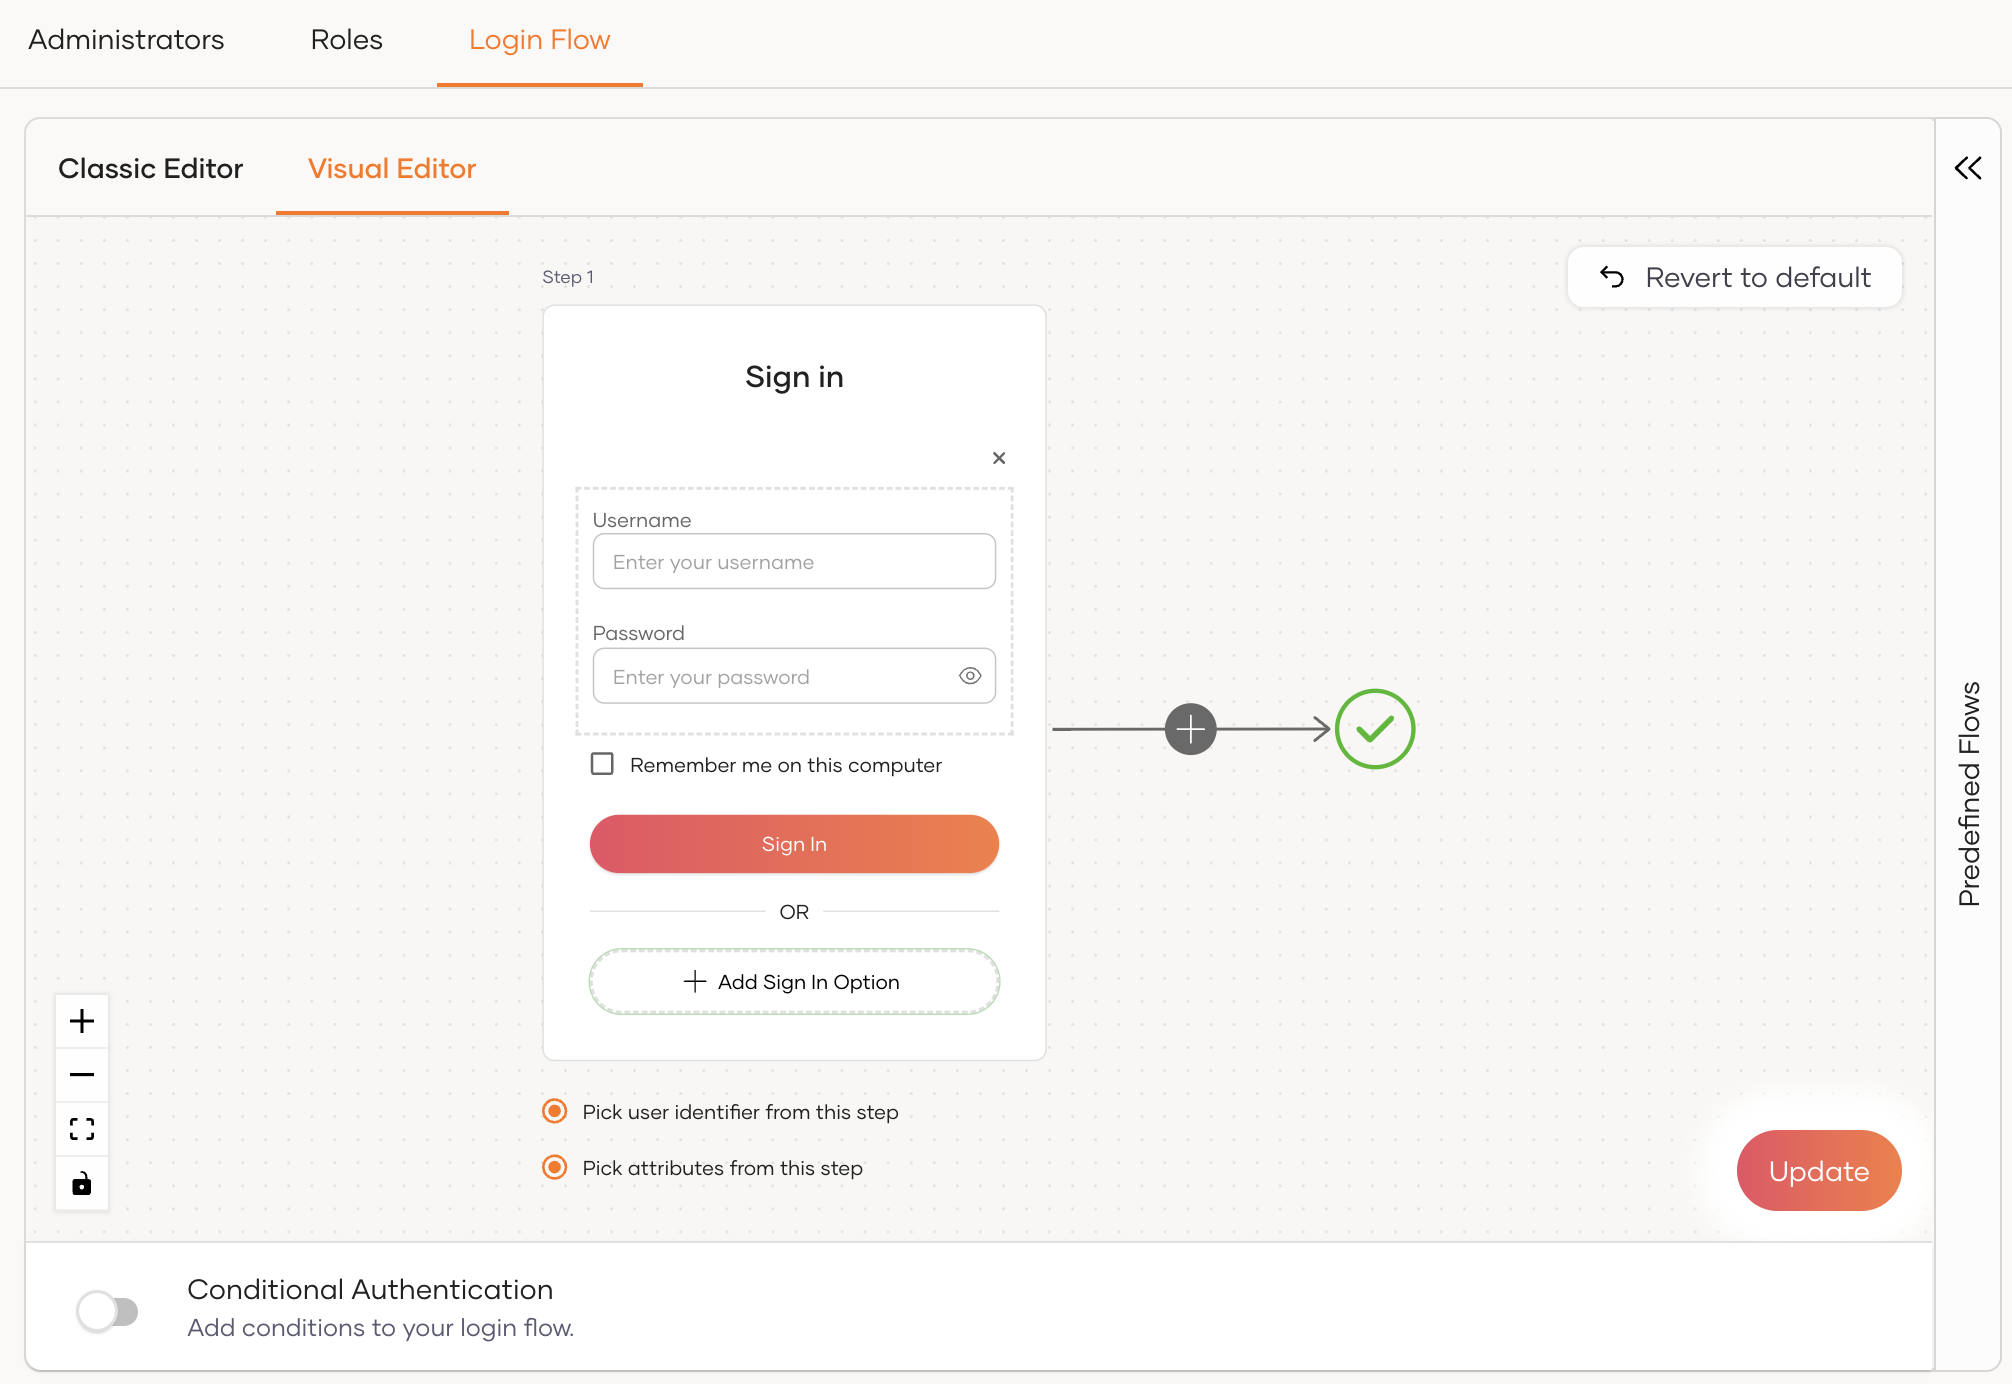 Administrators
Roles
Login Flow
Classic Editor
Visual Editor
Step 1
Revert to default
Sign in
Username
Enter your username
Password
Enter your password
Remember me on this computer
Sign In
OR
Add Sign In Option
Pick user identifier from this step
Pick attributes from this step
Predefined Flows
Update
Conditional Authentication
Add conditions to your login flow.